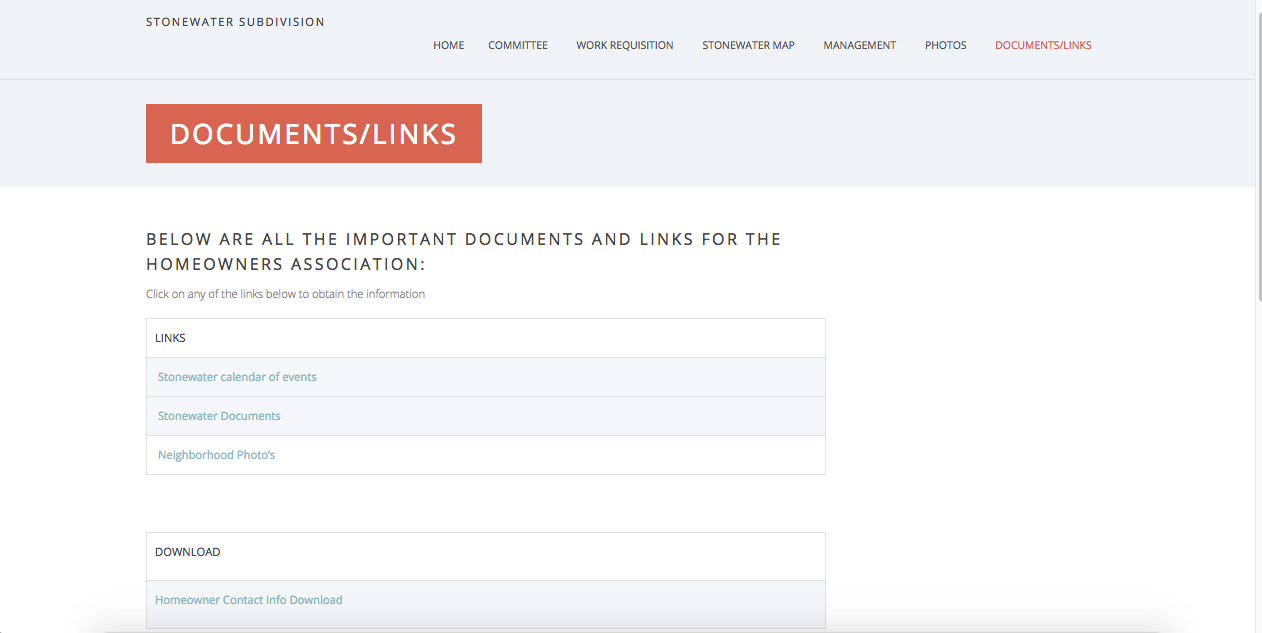 STONEWATER SUBDIVISION
HOME COMMITTEE WORK REQUISITION STONEWATER MAP MANAGEMENT PHOTOS DOCUMENTS/LINKS
DOCUMENTS/LINKS
BELOW ARE ALL THE IMPORTANT DOCUMENTS AND LINKS FOR THE
HOMEOWNERS ASSOCIATION:
Click on any of the links below to obtain the information
LINKS
Stonewater calendar of events
Stonewater Documents
Neighborhood Photo's
DOWNLOAD
Homeowner Contact Info Download